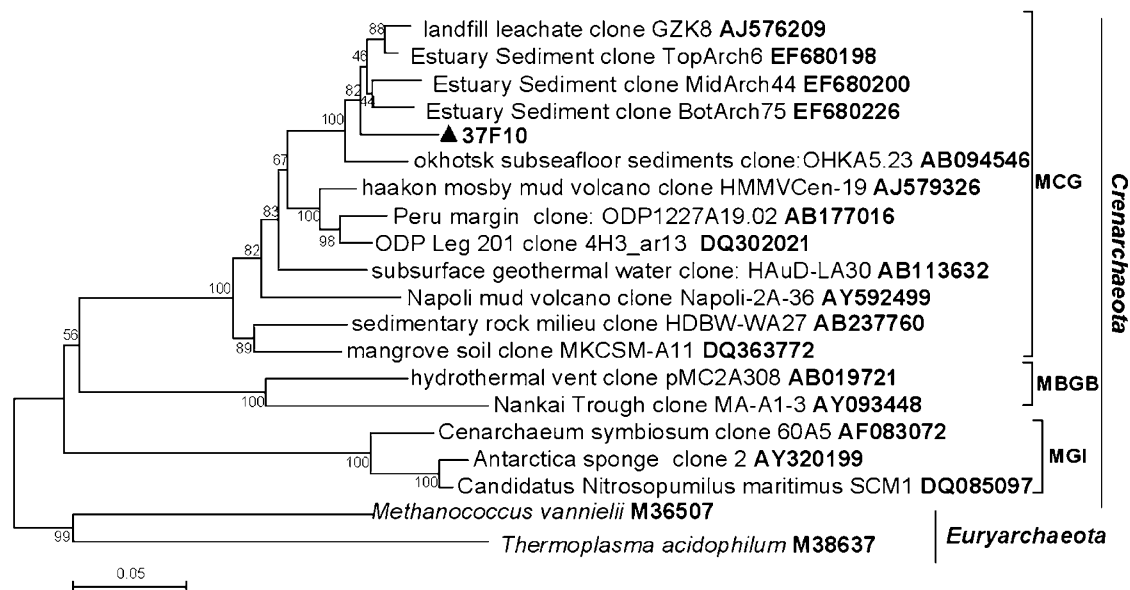 88
landfill leachate clone GZK8 AJ576209
46
Estuary Sediment clone TopArch6 EF680198
Estuary Sediment clone MidArch44 EF680200
82
44
Estuary Sediment clone BotArch75 EF680226
100
37F10
67
okhotsk subseafloor sediments clone:OHKA5.23 AB094546
haakon mosby mud volcano clone HMMVCen-19 AJ579326
MCG
83
100
Peru margin clone: ODP1227A19.02 AB177016
98
ODP Leg 201 clone 4H3_ar13 DQ302021
82
subsurface geothermal water clone: HAuD-LA30 AB113632
100
Napoli mud volcano clone Napoli-2A-36 AY592499
sedimentary rock milieu clone HDBW-WA27 AB237760
56
89
mangrove soil clone MKCSM-A11 DQ363772
hydrothermal vent clone pMC2A308 AB019721
MBGB
100
Nankai Trough clone MA-A1-3 AY093448
Cenarchaeum symbiosum clone 60A5 AF083072
100
Antarctica sponge clone 2 AY320199
MGI
100
Candidatus Nitrosopumilus maritimus SCM1 DQ085097
Crenarchaeota
Methanococcus vannielii M36507
99
Thermoplasma acidophilum M38637
Euryarchaeota
0.05